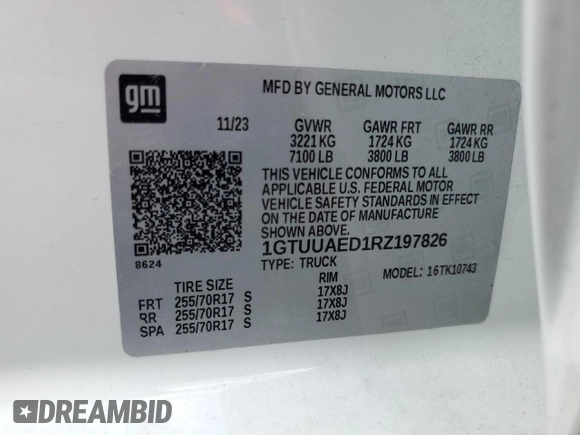 gm
MFD BY GENERAL MOTORS LLC
11/23 GVWR GAWR FRT GAWR RR
3221 KG 1724 KG 1724 KG
7100 LB 3800 LB 3800 LB
THIS VEHICLE CONFORMS TO ALL
APPLICABLE U.S. FEDERAL MOTOR
VEHICLE SAFETY STANDARDS IN EFFECT
ON THE DATE OF MANUFACTURE
SHOWN ABOVE.
1GTUUAED1RZ197826
8624
TYPE: TRUCK MODEL: 16TK10743
TIRE SIZE RIM
FRT 255/70R17 S 17X8J
RR 255/70R17 S 17X8J
SPA 255/70R17 S 17X8J
DREAMBID